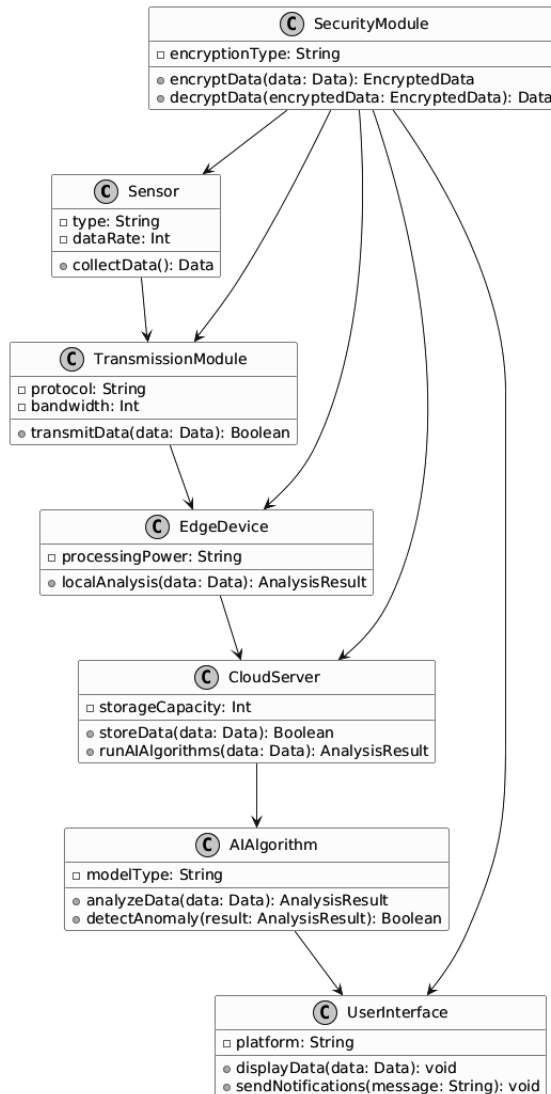 C SecurityModule
encryptionType: String
encryptData(data: Data): EncryptedData
decryptData(encryptedData: EncryptedData): Data
C Sensor
type: String
dataRate: Int
collectData(): Data
C TransmissionModule
protocol: String
bandwidth: Int
transmitData(data: Data): Boolean
C EdgeDevice
processingPower: String
localAnalysis(data: Data): AnalysisResult
C CloudServer
storageCapacity: Int
storeData(data: Data): Boolean
runAIAlgorithms(data: Data): AnalysisResult
C AIAlgorithm
modelType: String
analyzeData(data: Data): AnalysisResult
detectAnomaly(result: AnalysisResult): Boolean
C UserInterface
platform: String
displayData(data: Data): void
sendNotifications(message: String): void